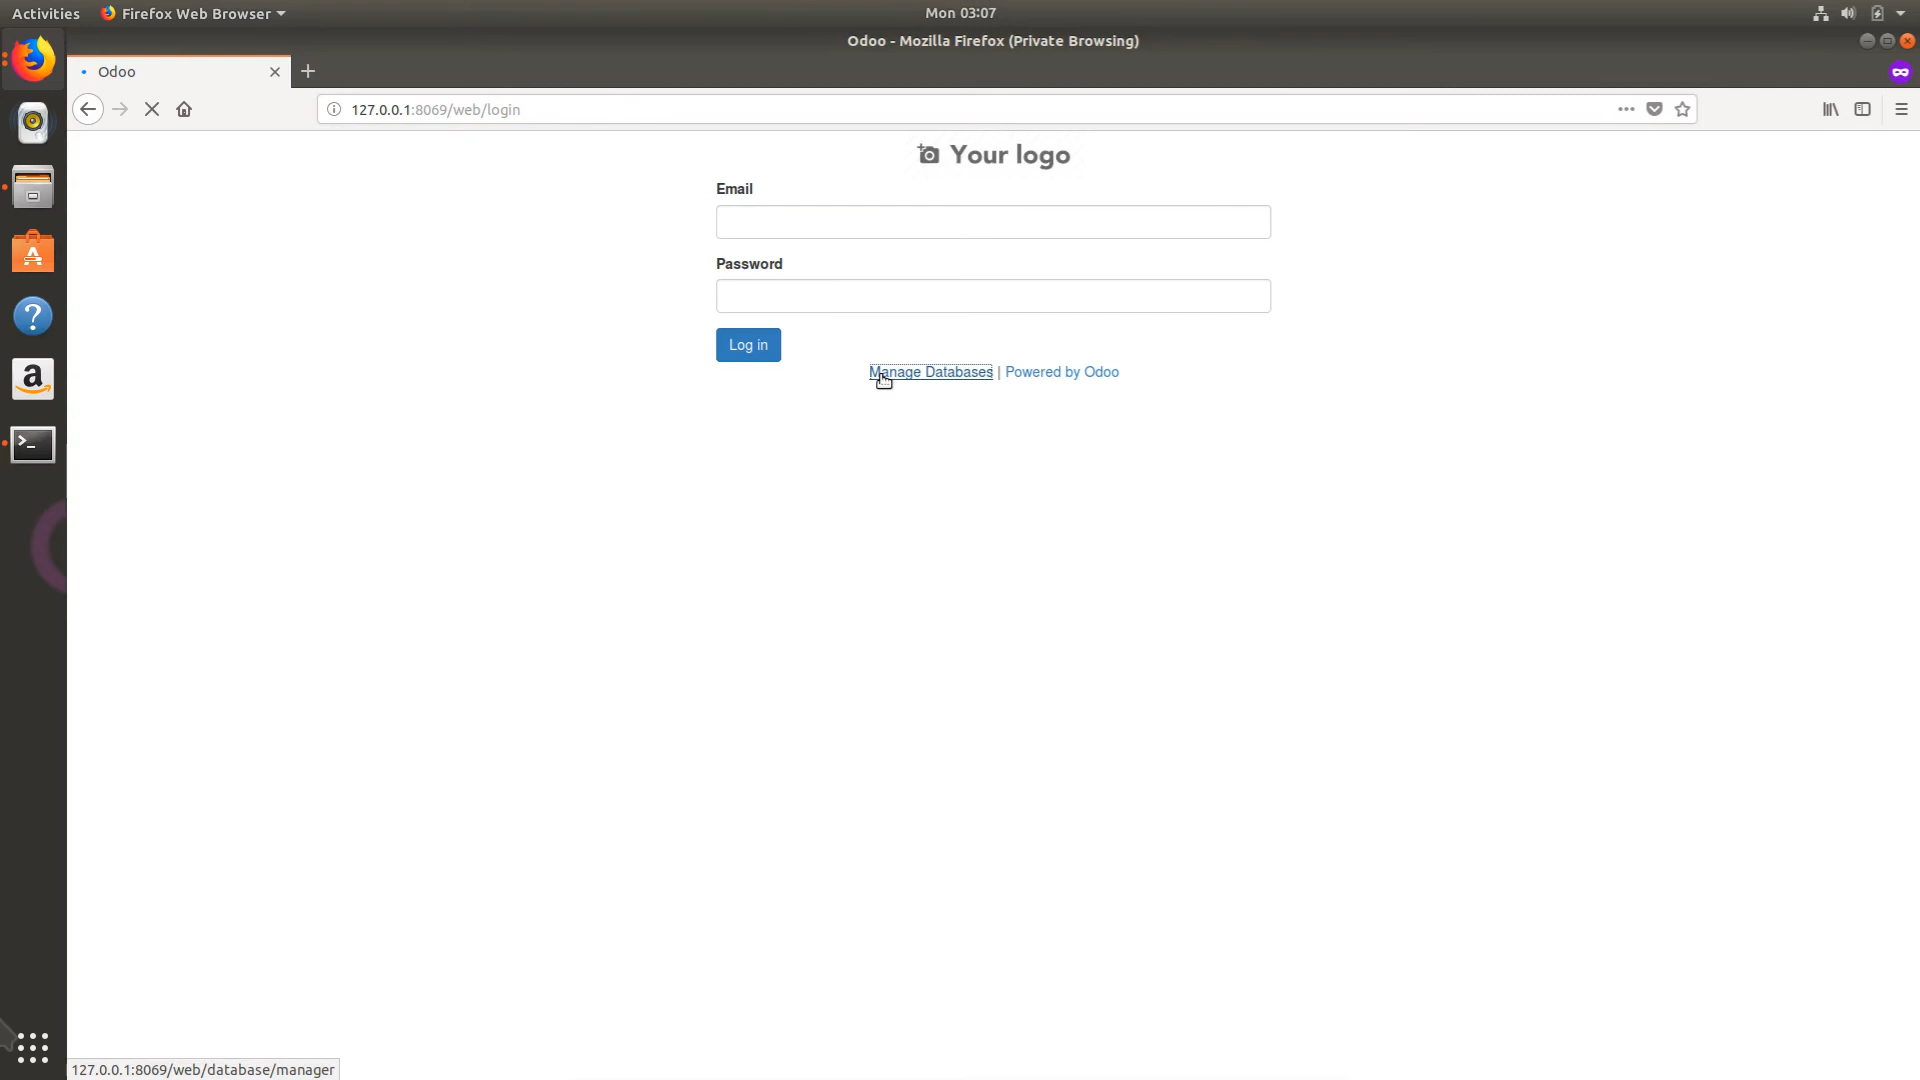 Activities
Firefox Web Browser
Mon 03:07
Odoo - Mozilla Firefox (Private Browsing)
Odoo
127.0.0.1:8069/web/login
Your logo
Email
Password
Log in
Manage Databases | Powered by Odoo
127.0.0.1:8069/web/database/manager